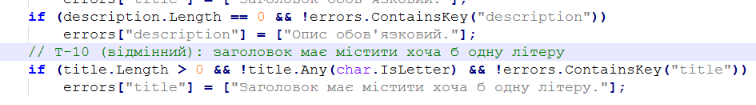 errors["title"] = ["Заголовок обов'язковий."];
if (description.Length == 0 && !errors.ContainsKey("description"))
errors["description"] = ["Опис обов'язковий."];
// T-10 (відмінний): заголовок має містити хоча б одну літеру
if (title.Length > 0 && !title.Any(char.IsLetter) && !errors.ContainsKey("title"))
errors["title"] = ["Заголовок має містити хоча б одну літеру."];